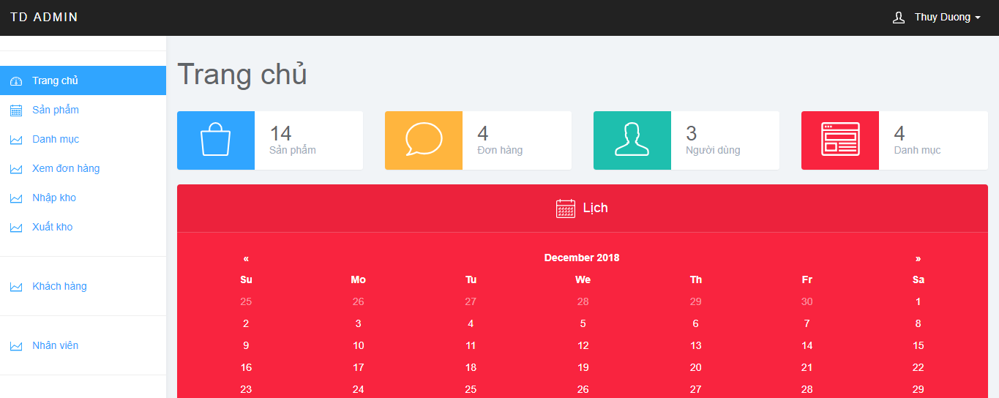 TD ADMIN
Thuy Duong
Trang chủ
Sản phẩm
Danh mục
Xem đơn hàng
Nhập kho
Xuất kho
Khách hàng
Nhân viên
Trang chủ
14
Sản phẩm
4
Đơn hàng
3
Người dùng
4
Danh mục
Lịch
« December 2018 »
Su Mo Tu We Th Fr Sa
25 26 27 28 29 30 1
2 3 4 5 6 7 8
9 10 11 12 13 14 15
16 17 18 19 20 21 22
23 24 25 26 27 28 29